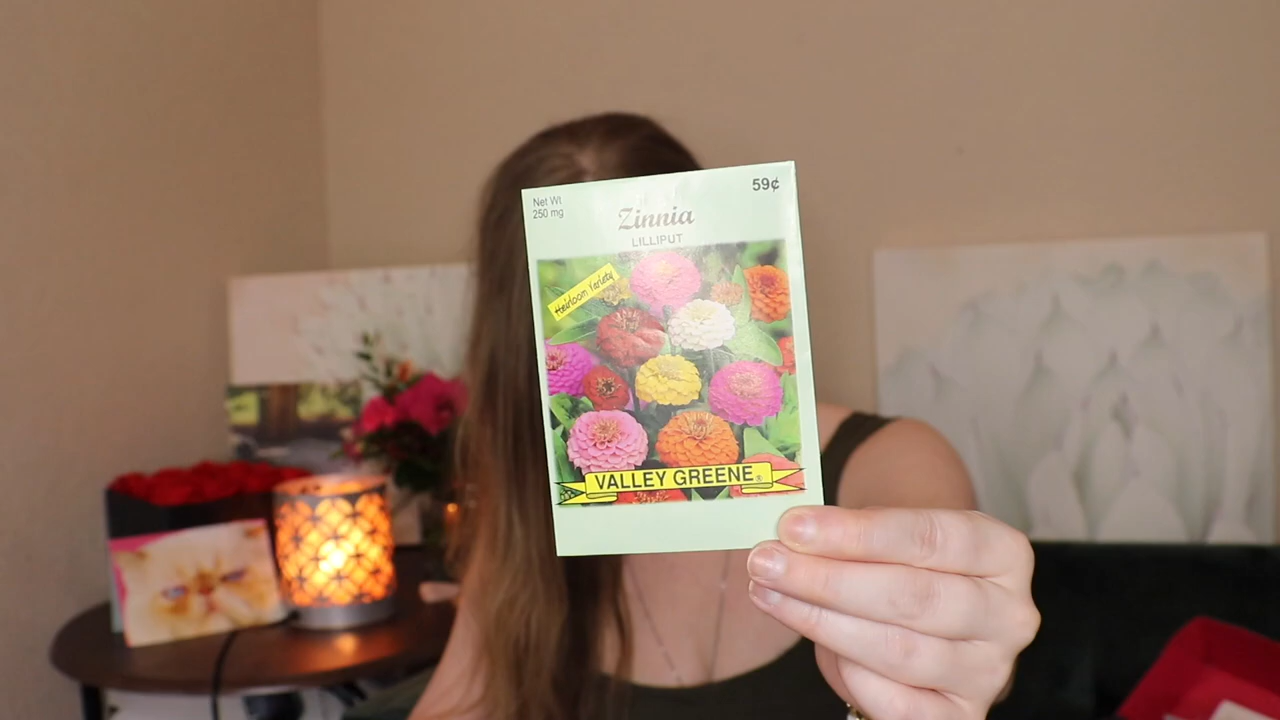 Net Wt
250 mg
59¢
Zinnia
LILLIPUT
Heirloom Variety
VALLEY GREENE®